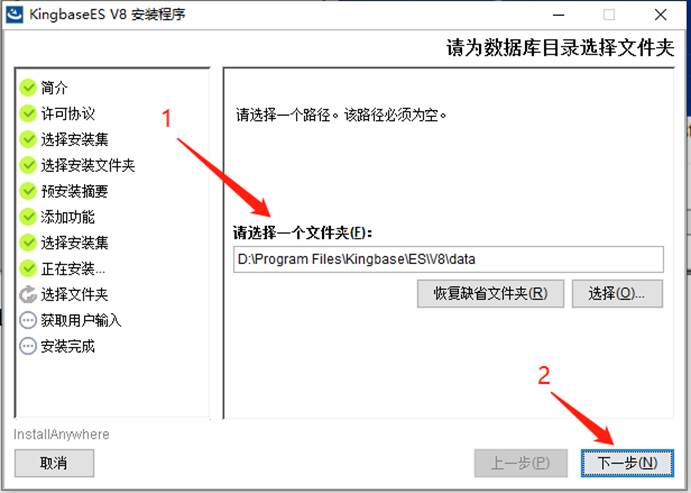 KingbaseES V8 安装程序
请为数据库目录选择文件夹
简介
许可协议
选择安装集
选择安装文件夹
预安装摘要
添加功能
选择安装集
正在安装...
选择文件夹
获取用户输入
安装完成
1
请选择一个路径。该路径必须为空。
请选择一个文件夹(F):
D:\Program Files\Kingbase\ES\V8\data
恢复缺省文件夹(R)
选择(O)...
2
InstallAnywhere
取消
上一步(P)
下一步(N)